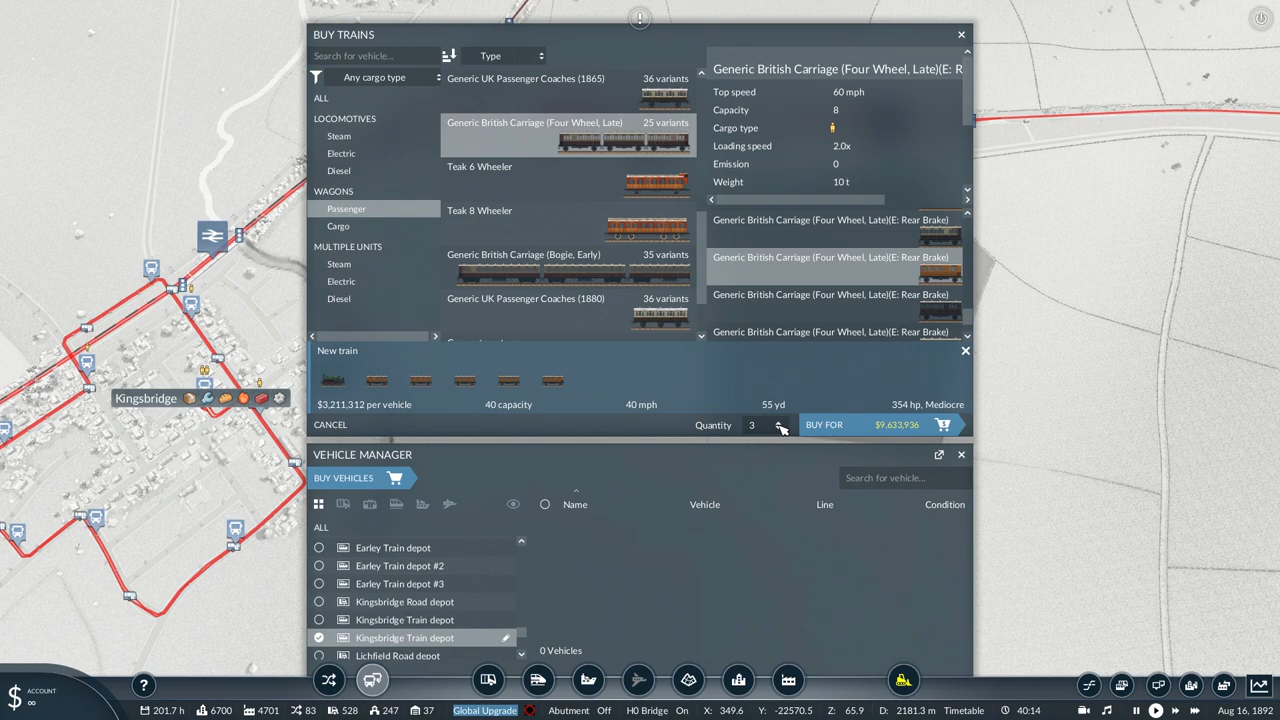 BUY TRAINS
Search for vehicle...
Type
Any cargo type
ALL
LOCOMOTIVES
Steam
Electric
Diesel
WAGONS
Passenger
Cargo
MULTIPLE UNITS
Steam
Electric
Diesel
Generic UK Passenger Coaches (1865) 36 variants
Generic British Carriage (Four Wheel, Late) 25 variants
Teak 6 Wheeler
Teak 8 Wheeler
Generic British Carriage (Bogie, Early) 35 variants
Generic UK Passenger Coaches (1880) 36 variants
Generic British Carriage (Four Wheel, Late)(E: R
Top speed 60 mph
Capacity 8
Cargo type
Loading speed 2.0x
Emission 0
Weight 10 t
Generic British Carriage (Four Wheel, Late)(E: Rear Brake)
Generic British Carriage (Four Wheel, Late)(E: Rear Brake)
Generic British Carriage (Four Wheel, Late)(E: Rear Brake)
Generic British Carriage (Four Wheel, Late)(E: Rear Brake)
New train
$3,211,312 per vehicle 40 capacity 40 mph 55 yd 354 hp, Mediocre
CANCEL Quantity 3 BUY FOR $9,633,936
Kingsbridge
VEHICLE MANAGER
BUY VEHICLES
Search for vehicle...
Name Vehicle Line Condition
ALL
Earley Train depot
Earley Train depot #2
Earley Train depot #3
Kingsbridge Road depot
Kingsbridge Train depot
Kingsbridge Train depot
Lichfield Road depot
0 Vehicles
$ ACCOUNT
∞
?
201.7 h 6700 4701 83 528 247 37 Global Upgrade Abutment Off H0 Bridge On X: 349.6 Y: -22570.5 Z: 65.9 D: 2181.3 m Timetable 40:14 Aug 16, 1892